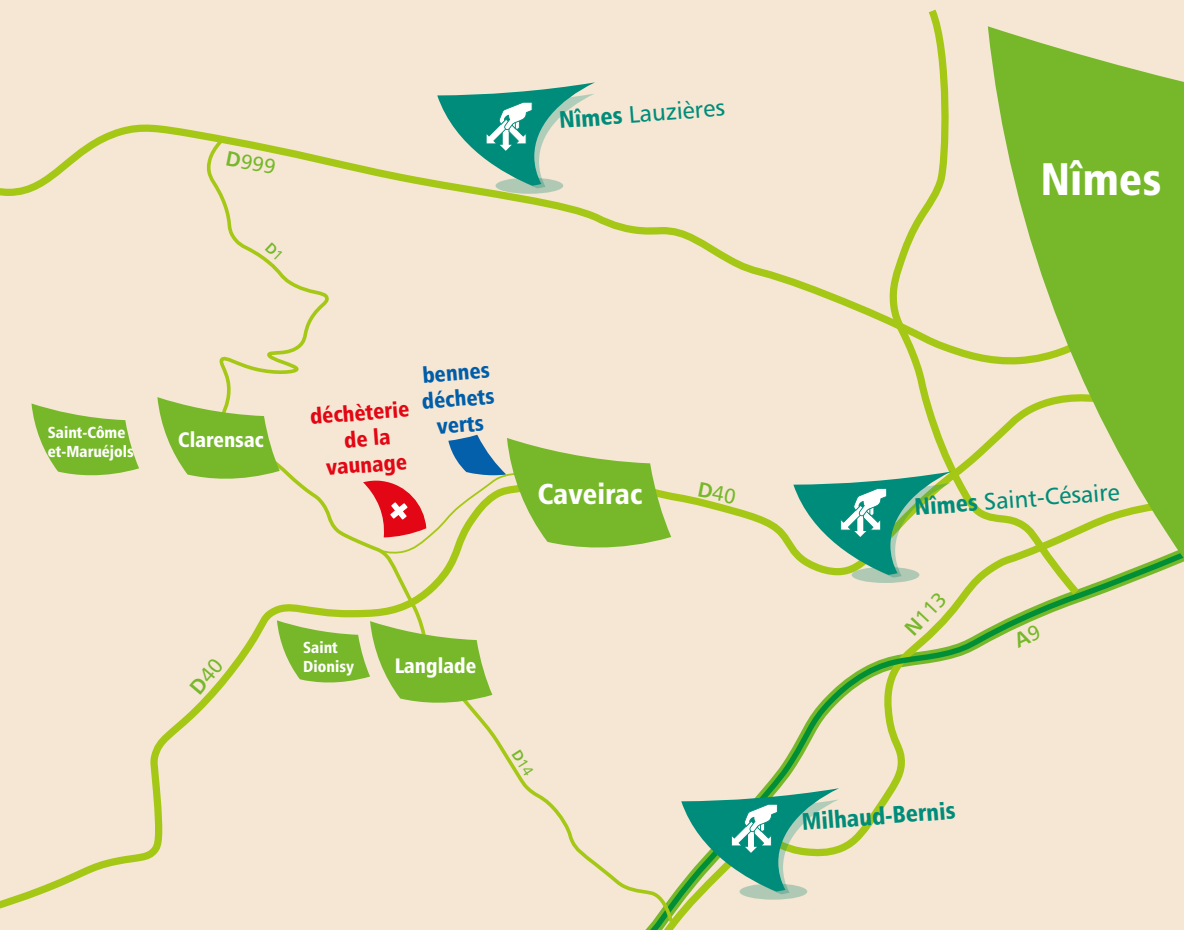 Nîmes Lauzières
Nîmes
D999
D1
bennes
déchets
verts
déchèterie
de la
vaunage
Saint-Côme
et-Maruéjols
Clarensac
Caveirac
D40
Nîmes Saint-Césaire
N113
A9
Saint
Dionisy
Langlade
D40
D14
Milhaud-Bernis